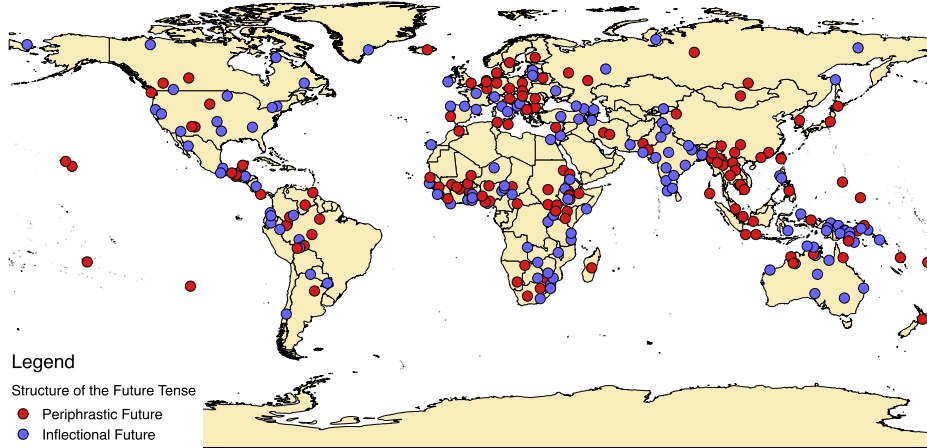 Legend
Structure of the Future Tense
Periphrastic Future
Inflectional Future